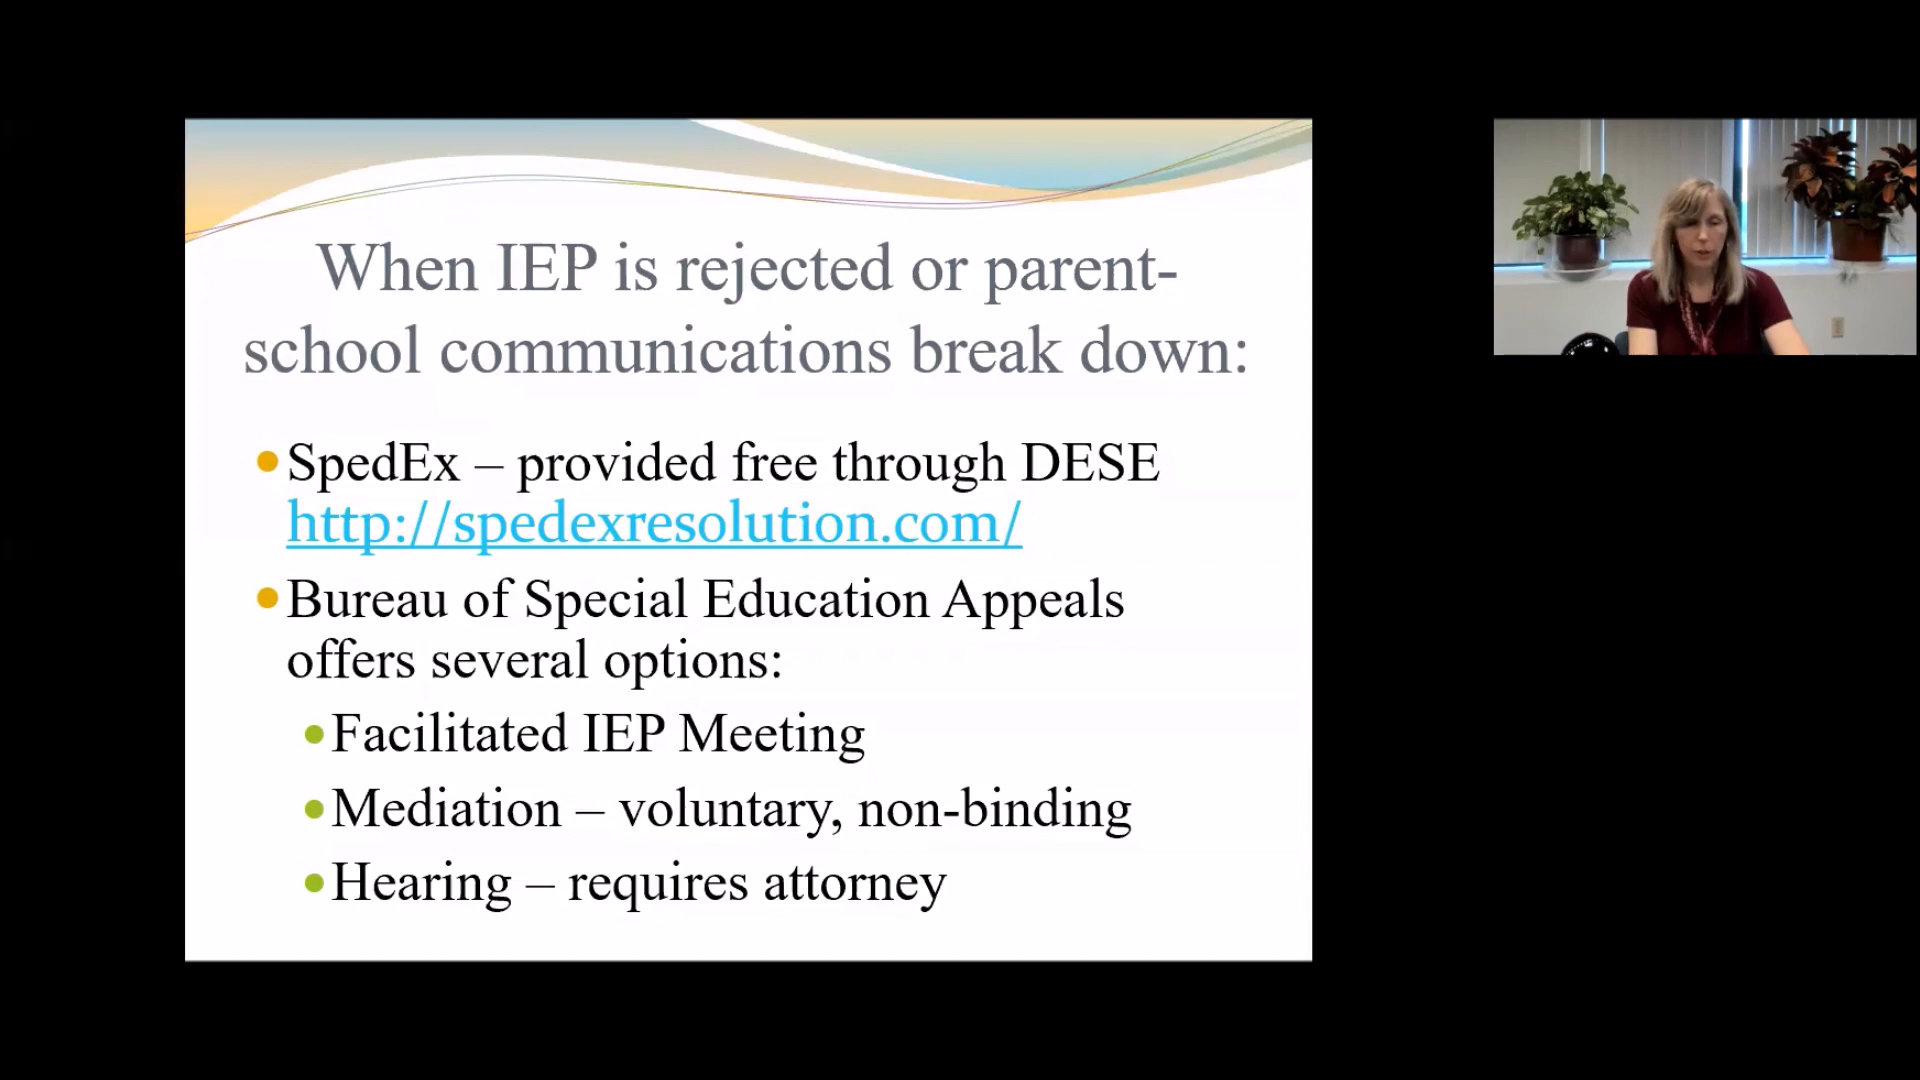 When IEP is rejected or parent-
school communications break down:
SpedEx – provided free through DESE
http://spedexresolution.com/
Bureau of Special Education Appeals
offers several options:
Facilitated IEP Meeting
Mediation – voluntary, non-binding
Hearing – requires attorney